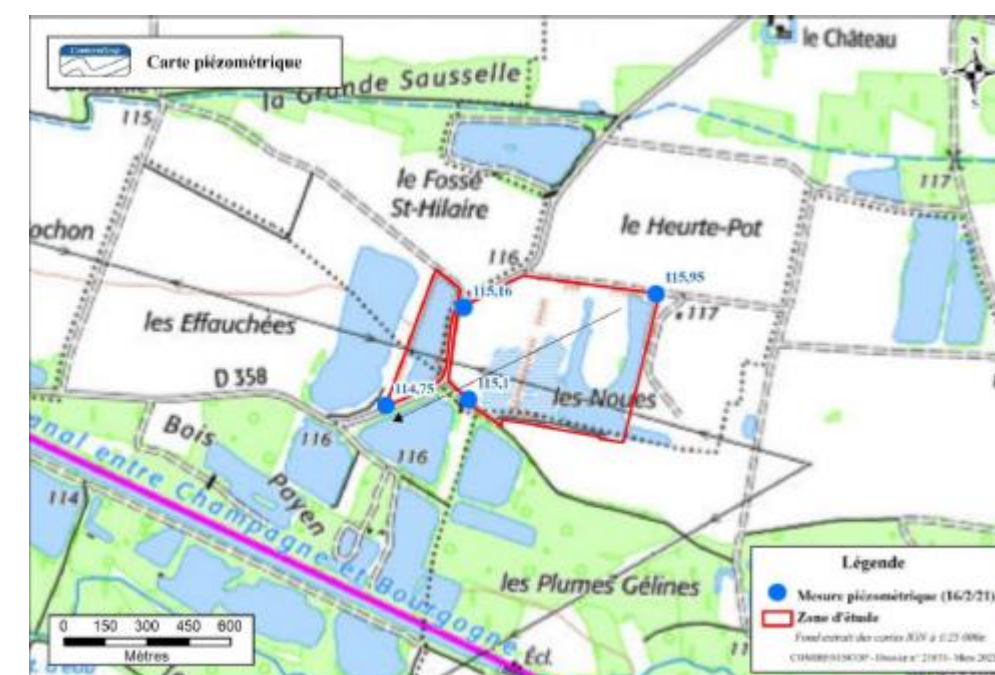 Carte piézométrique
le Château
la Grande Sausselle
115
le Fossé
St-Hilaire
117
ochon
le Heurte-Pot
116
115,95
115,16
117
les Effauchées
D 358
114,75
115,1
les Noues
Bois
Payen
116
116
114
anal entre Champagne et Bourgogne
les Plumes Gélines
Écl.
0 150 300 450 600
Mètres
Légende
Mesure piézométrique (16/2/21)
Zone d'étude
Fond extrait des cartes IGN à 1:25 000e
N
S